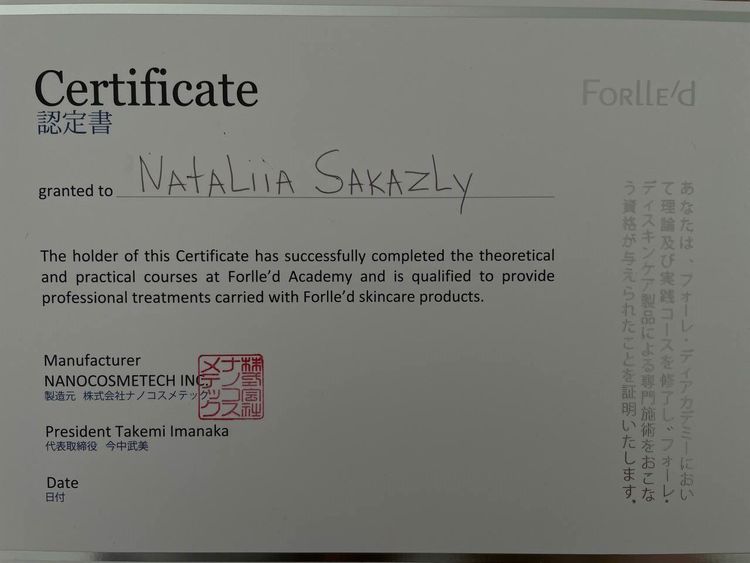 Certificate
認定書
Forlle'd
granted to NATALiiA SAKAZLY
The holder of this Certificate has successfully completed the theoretical
and practical courses at Forlle'd Academy and is qualified to provide
professional treatments carried with Forlle'd skincare products.
あなたは、フォーレ・ディアカデミーにおい
て理論及び実践コースを修了し、フォーレ・
ディスキンケア製品による専門施術をおこな
う資格が与えられたことを証明いたします。
Manufacturer
NANOCOSMETECH INC.
製造元 株式会社ナノコスメテック
株式会社
ナノコス
メテック
President Takemi Imanaka
代表取締役 今中武美
Date
日付